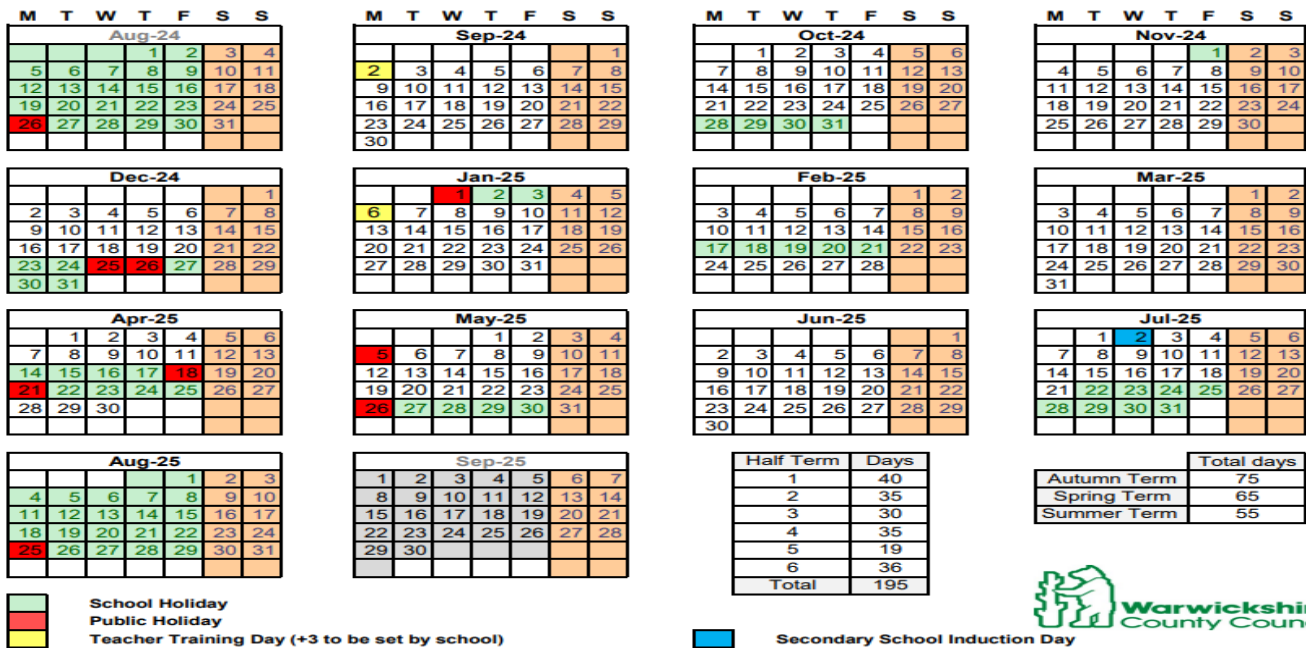 M T W T F S S M T W T F S S M T W T F S S M T W T F S S
Aug-24 Sep-24 Oct-24 Nov-24
1 2 3 4 1 1 2 3 4 5 6 1 2 3
5 6 7 8 9 10 11 2 3 4 5 6 7 8 7 8 9 10 11 12 13 4 5 6 7 8 9 10
12 13 14 15 16 17 18 9 10 11 12 13 14 15 14 15 16 17 18 19 20 11 12 13 14 15 16 17
19 20 21 22 23 24 25 16 17 18 19 20 21 22 21 22 23 24 25 26 27 18 19 20 21 22 23 24
26 27 28 29 30 31 23 24 25 26 27 28 29 28 29 30 31 25 26 27 28 29 30
30
Dec-24 Jan-25 Feb-25 Mar-25
1 1 2 3 4 5 1 2 1 2
2 3 4 5 6 7 8 6 7 8 9 10 11 12 3 4 5 6 7 8 9 3 4 5 6 7 8 9
9 10 11 12 13 14 15 13 14 15 16 17 18 19 10 11 12 13 14 15 16 10 11 12 13 14 15 16
16 17 18 19 20 21 22 20 21 22 23 24 25 26 17 18 19 20 21 22 23 17 18 19 20 21 22 23
23 24 25 26 27 28 29 27 28 29 30 31 24 25 26 27 28 24 25 26 27 28 29 30
30 31 31
Apr-25 May-25 Jun-25 Jul-25
1 2 3 4 5 6 1 2 3 4 1 1 2 3 4 5 6
7 8 9 10 11 12 13 5 6 7 8 9 10 11 2 3 4 5 6 7 8 7 8 9 10 11 12 13
14 15 16 17 18 19 20 12 13 14 15 16 17 18 9 10 11 12 13 14 15 14 15 16 17 18 19 20
21 22 23 24 25 26 27 19 20 21 22 23 24 25 16 17 18 19 20 21 22 21 22 23 24 25 26 27
28 29 30 26 27 28 29 30 31 23 24 25 26 27 28 29 28 29 30 31
30
Aug-25 Sep-25 Half Term Days Total days
1 2 3 1 2 3 4 5 6 7 1 40 Autumn Term 75
4 5 6 7 8 9 10 8 9 10 11 12 13 14 2 35 Spring Term 65
11 12 13 14 15 16 17 15 16 17 18 19 20 21 3 30 Summer Term 55
18 19 20 21 22 23 24 22 23 24 25 26 27 28 4 35
25 26 27 28 29 30 31 29 30 5 19
6 36
Total 195
School Holiday
Public Holiday
Teacher Training Day (+3 to be set by school) Secondary School Induction Day
Warwickshi
County Counc